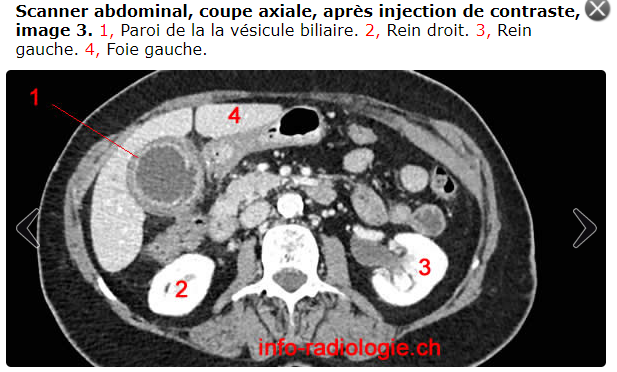 Scanner abdominal, coupe axiale, après injection de contraste,
image 3. 1, Paroi de la la vésicule biliaire. 2, Rein droit. 3, Rein
gauche. 4, Foie gauche.
1
4
2
3
info-radiologie.ch